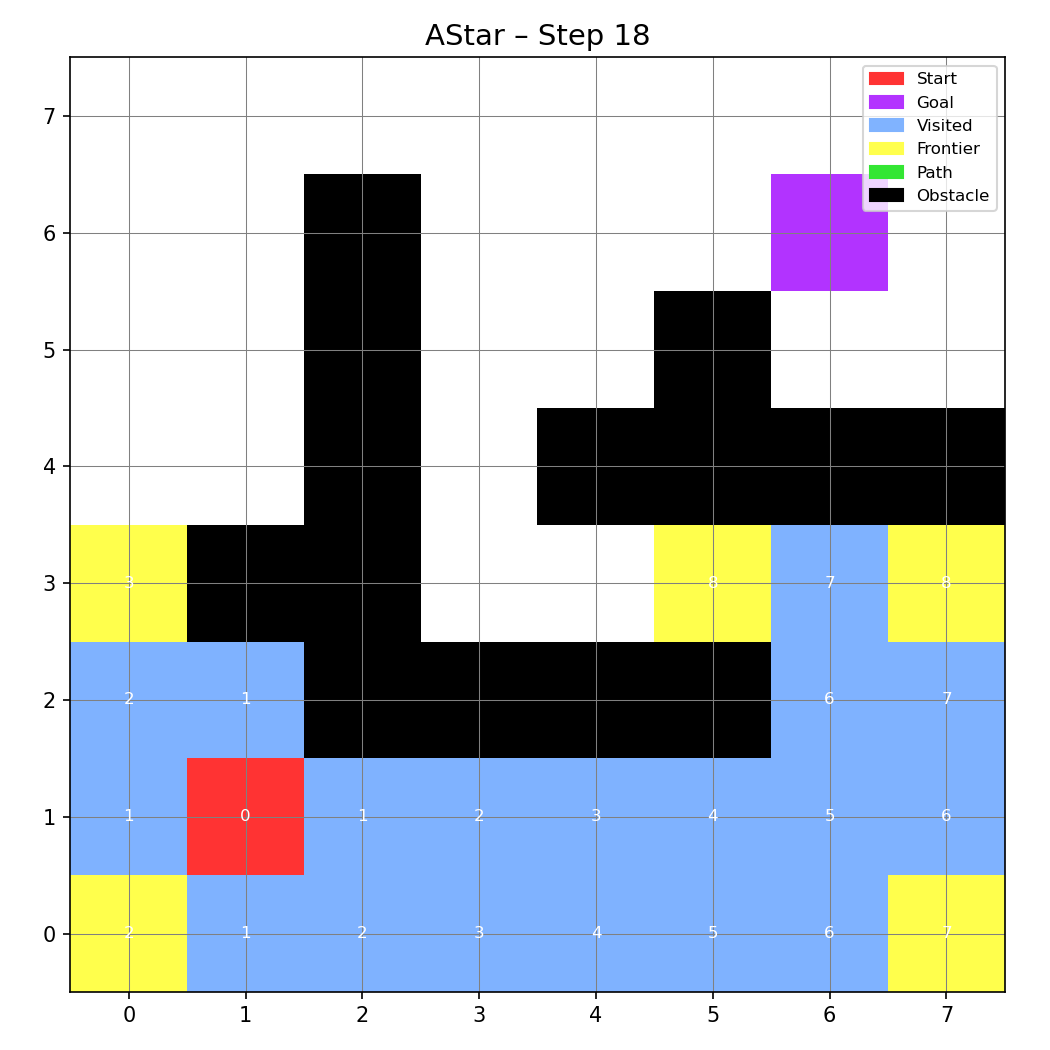 AStar – Step 18
Start
Goal
Visited
Frontier
Path
Obstacle
7
6
5
4
3 3 8 7 8
2 2 1 6 7
1 1 0 1 2 3 4 5 6
0 2 1 2 3 4 5 6 7
0 1 2 3 4 5 6 7